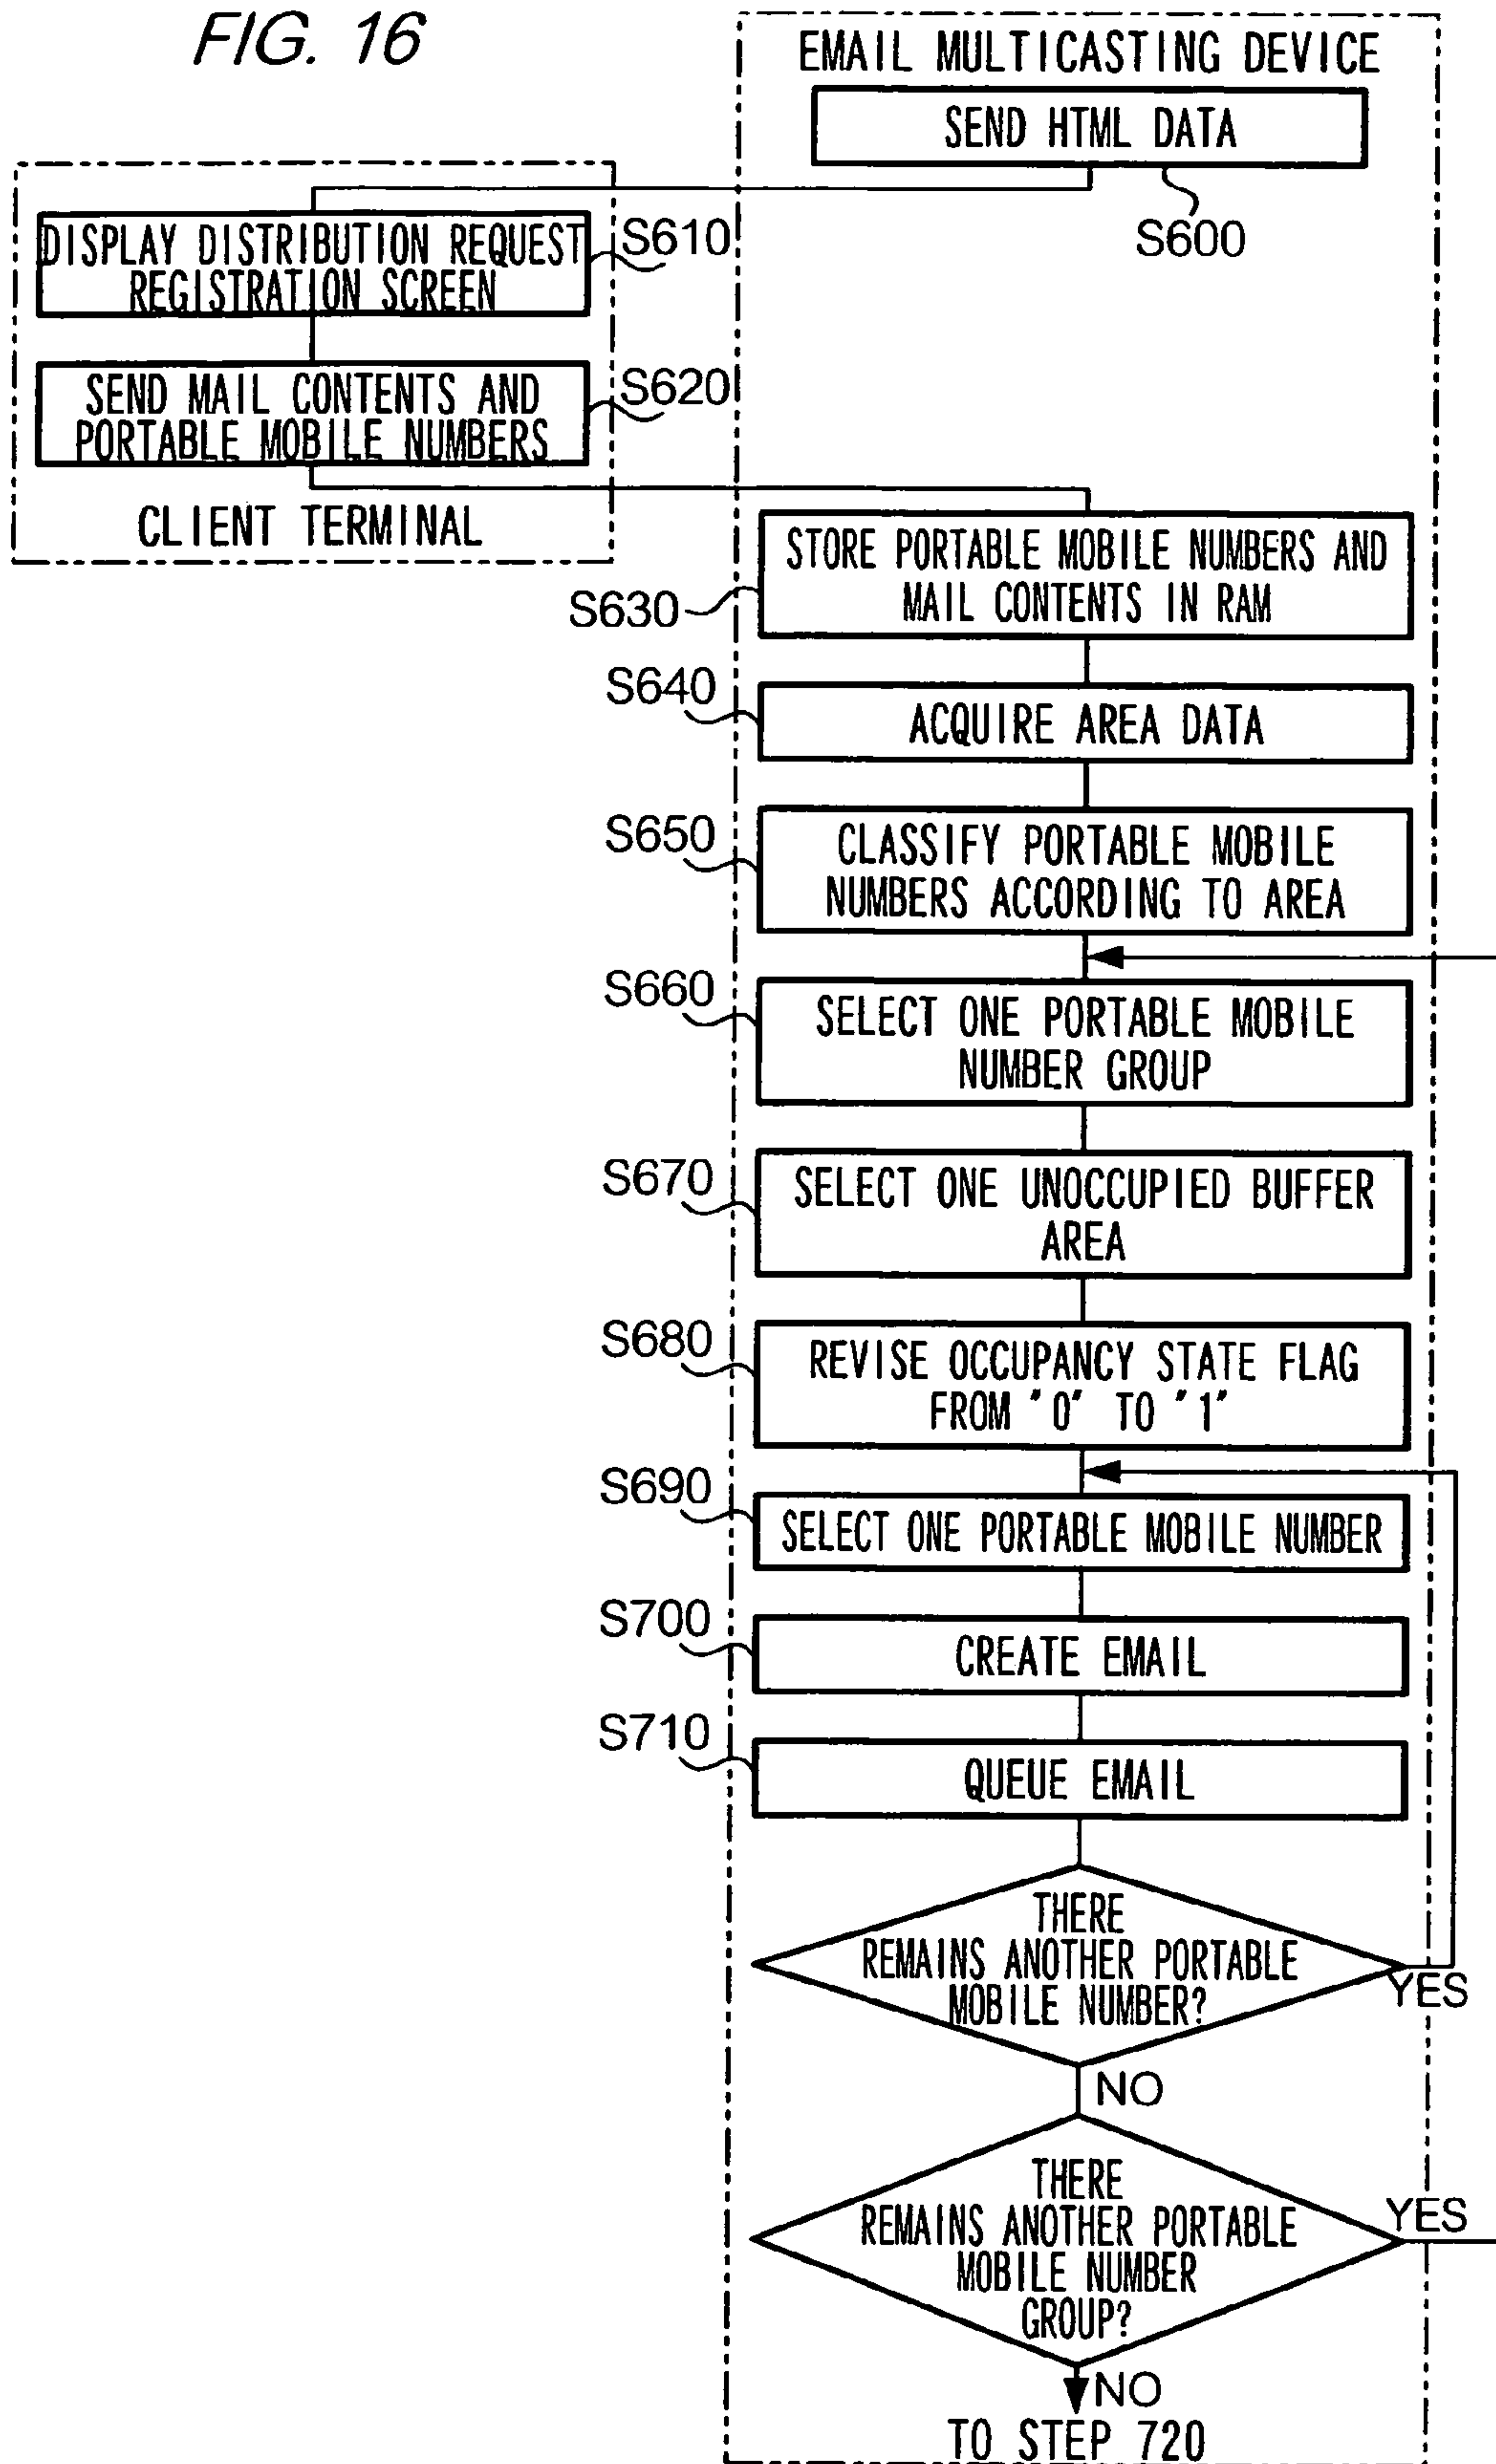 FIG. 16
EMAIL MULTICASTING DEVICE
SEND HTML DATA
S600
DISPLAY DISTRIBUTION REQUEST
REGISTRATION SCREEN
S610
SEND MAIL CONTENTS AND
PORTABLE MOBILE NUMBERS
S620
CLIENT TERMINAL
STORE PORTABLE MOBILE NUMBERS AND
MAIL CONTENTS IN RAM
S630
S640
ACQUIRE AREA DATA
S650
CLASSIFY PORTABLE MOBILE
NUMBERS ACCORDING TO AREA
S660
SELECT ONE PORTABLE MOBILE
NUMBER GROUP
S670
SELECT ONE UNOCCUPIED BUFFER
AREA
S680
REVISE OCCUPANCY STATE FLAG
FROM "0" TO "1"
S690
SELECT ONE PORTABLE MOBILE NUMBER
S700
CREATE EMAIL
S710
QUEUE EMAIL
THERE
REMAINS ANOTHER PORTABLE
MOBILE NUMBER?
YES
NO
THERE
REMAINS ANOTHER PORTABLE
MOBILE NUMBER
GROUP?
YES
NO
TO STEP 720